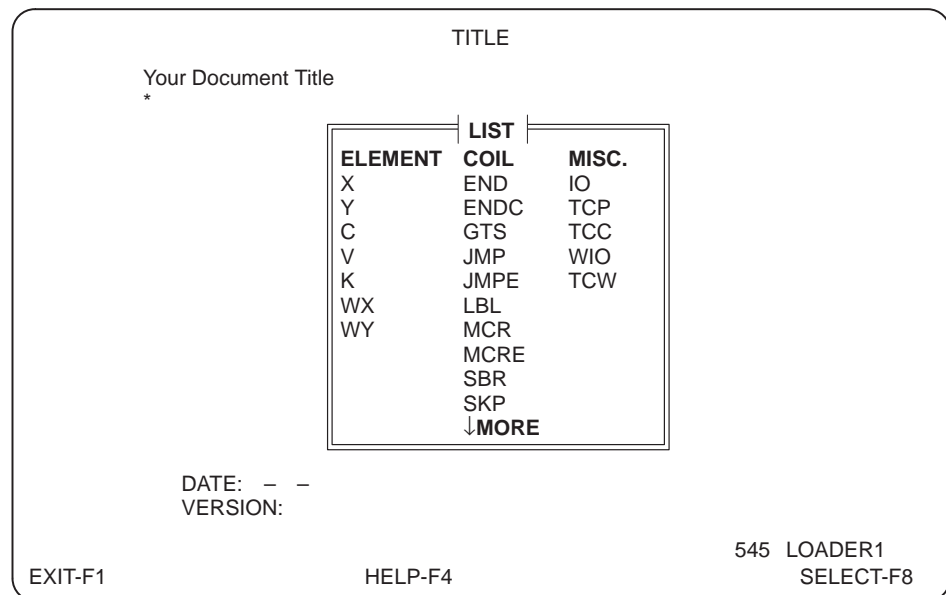 TITLE
Your Document Title
*
LIST
ELEMENT COIL MISC.
X END IO
Y ENDC TCP
C GTS TCC
V JMP WIO
K JMPE TCW
WX LBL
WY MCR
MCRE
SBR
SKP
↓MORE
DATE: – –
VERSION:
545 LOADER1
EXIT-F1 HELP-F4 SELECT-F8